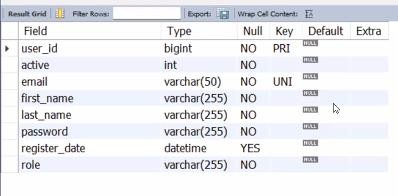 Result Grid Filter Rows: Export: Wrap Cell Content: IA
Field Type Null Key Default Extra
user_id bigint NO PRI NULL
active int NO NULL
email varchar(50) NO UNI NULL
first_name varchar(255) NO NULL
last_name varchar(255) NO NULL
password varchar(255) NO NULL
register_date datetime YES NULL
role varchar(255) NO NULL